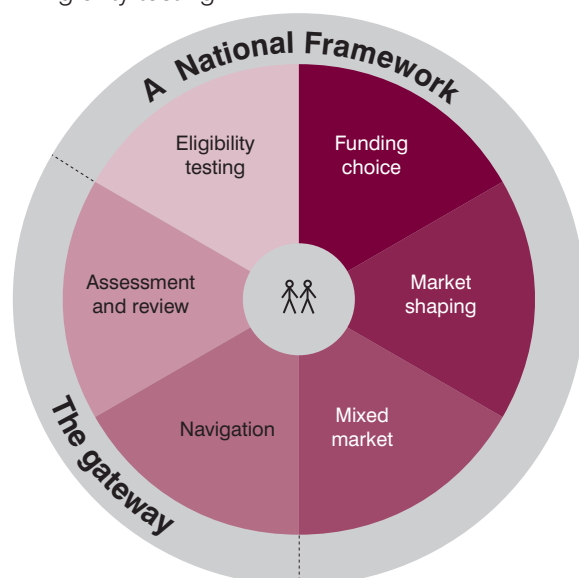 A National Framework
Eligibility
testing
Funding
choice
Assessment
and review
Market
shaping
Navigation
Mixed
market
The gateway